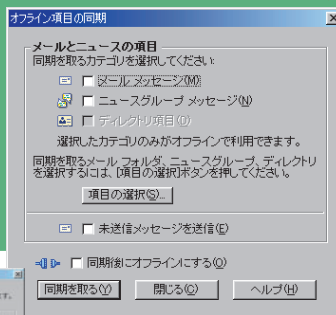 オフライン項目の同期
メールとニュースの項目
同期を取るカテゴリを選択してください:
メール メッセージ(M)
ニュースグループ メッセージ(N)
ディレクトリ項目(D)
選択したカテゴリのみがオフラインで利用できます。
同期を取るメール フォルダ、ニュースグループ、ディレクトリ
を選択するには、[項目の選択]ボタンを押してください。
項目の選択(S)...
未送信メッセージを送信(E)
同期後にオフラインにする(O)
同期を取る(Y)
閉じる(C)
ヘルプ(H)
ます。